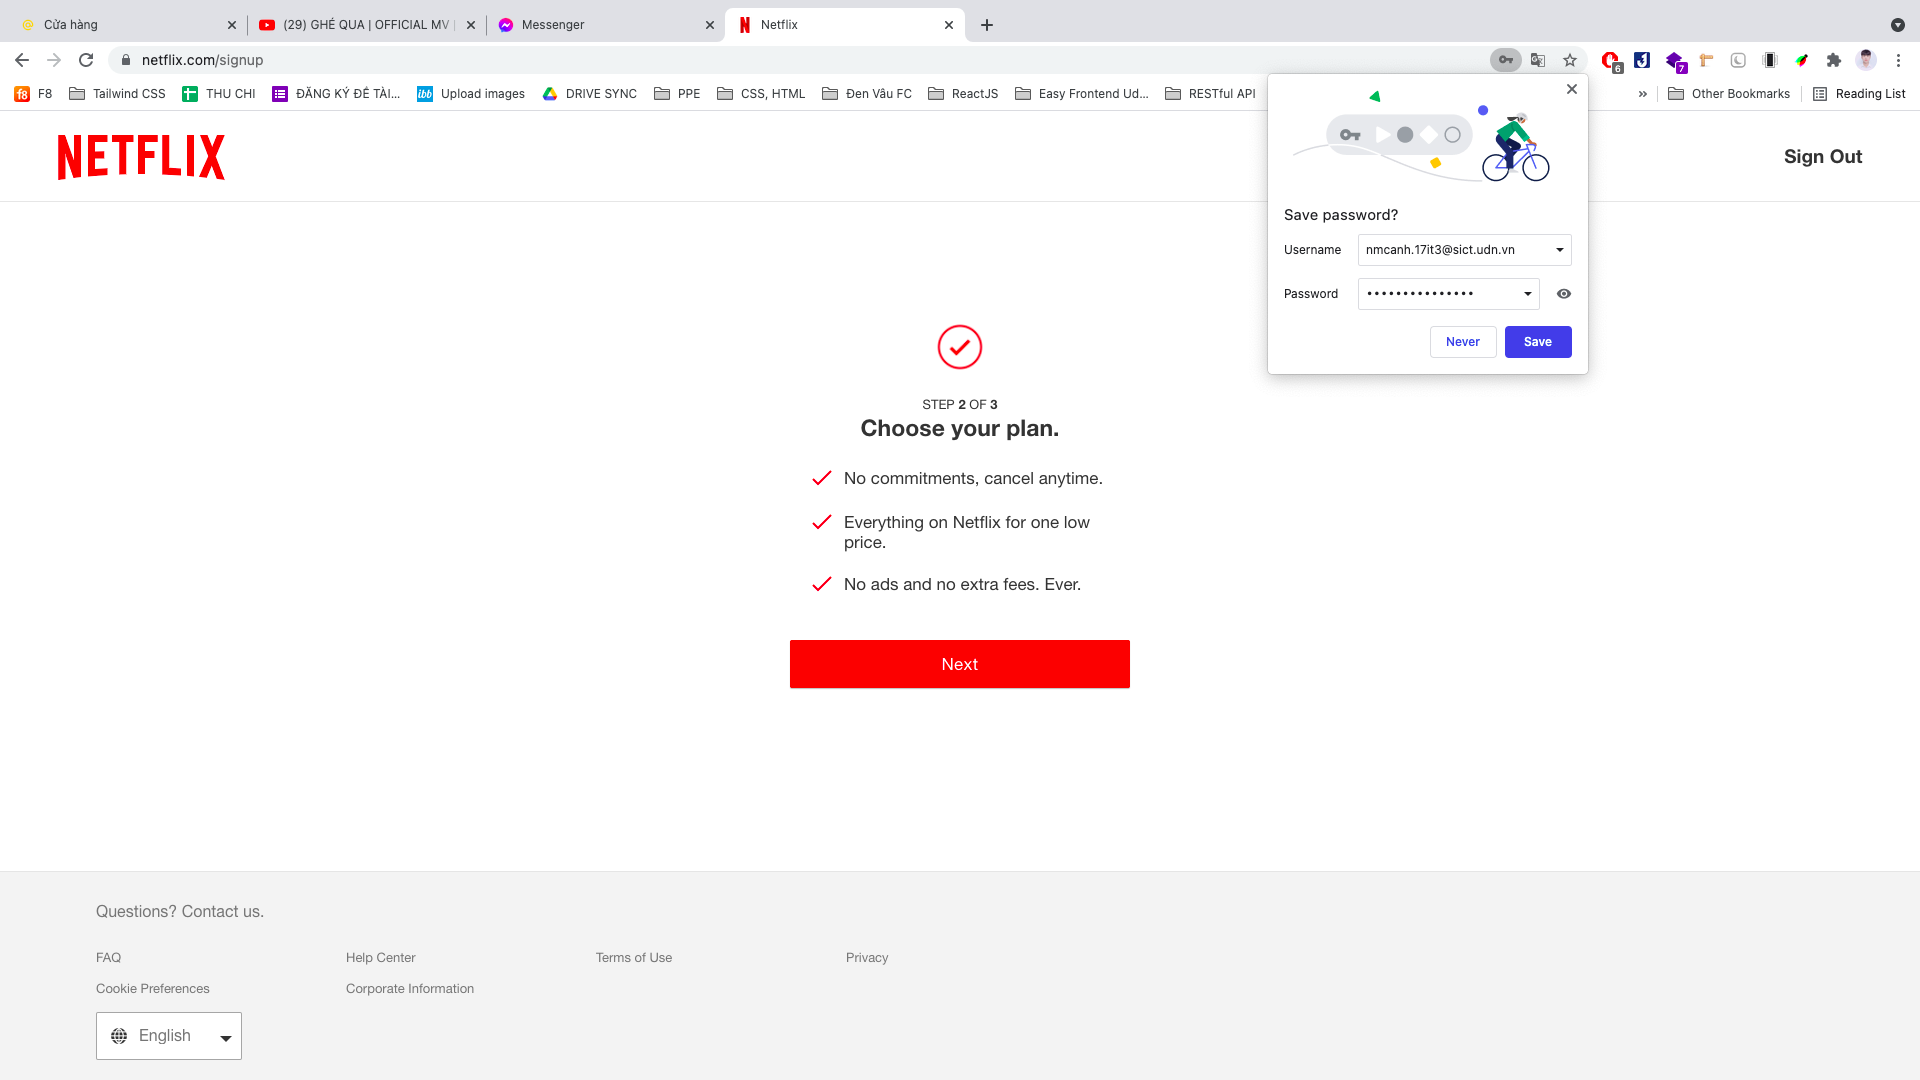 Cửa hàng
(29) GHÉ QUA | OFFICIAL MV
Messenger
Netflix
netflix.com/signup
6
7
F8
Tailwind CSS
THU CHI
ĐĂNG KÝ ĐỀ TÀI...
ibb
Upload images
DRIVE SYNC
PPE
CSS, HTML
Đen Vâu FC
ReactJS
Easy Frontend Ud...
RESTful API
»
Other Bookmarks
Reading List
NETFLIX
Sign Out
Save password?
Username
nmcanh.17it3@sict.udn.vn
Password
•••••••••••••••
Never
Save
STEP 2 OF 3
Choose your plan.
No commitments, cancel anytime.
Everything on Netflix for one low
price.
No ads and no extra fees. Ever.
Next
Questions? Contact us.
FAQ
Help Center
Terms of Use
Privacy
Cookie Preferences
Corporate Information
English